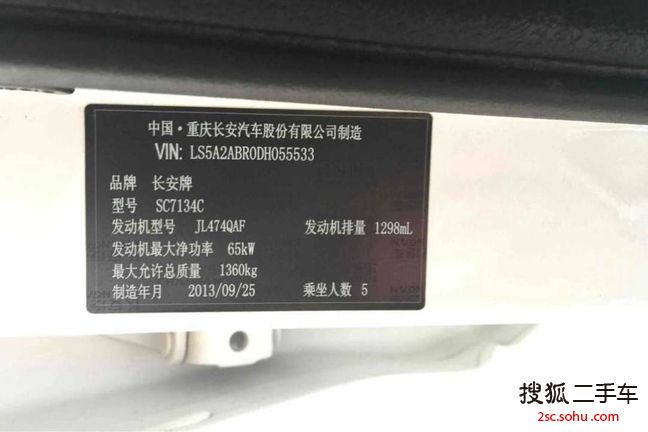 中国·重庆长安汽车股份有限公司制造
VIN: LS5A2ABR0DH055533
品牌 长安牌
型号 SC7134C
发动机型号 JL474QAF 发动机排量 1298mL
发动机最大净功率 65kW
最大允许总质量 1360kg
制造年月 2013/09/25 乘坐人数 5
搜狐二手车
2sc.sohu.com